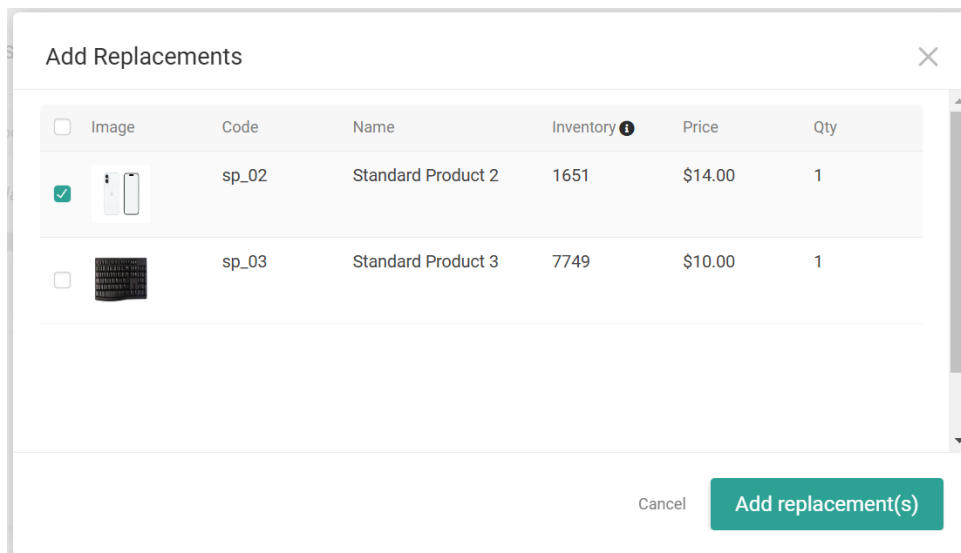 Add Replacements
Image Code Name Inventory Price Qty
sp_02 Standard Product 2 1651 $14.00 1
sp_03 Standard Product 3 7749 $10.00 1
Cancel Add replacement(s)